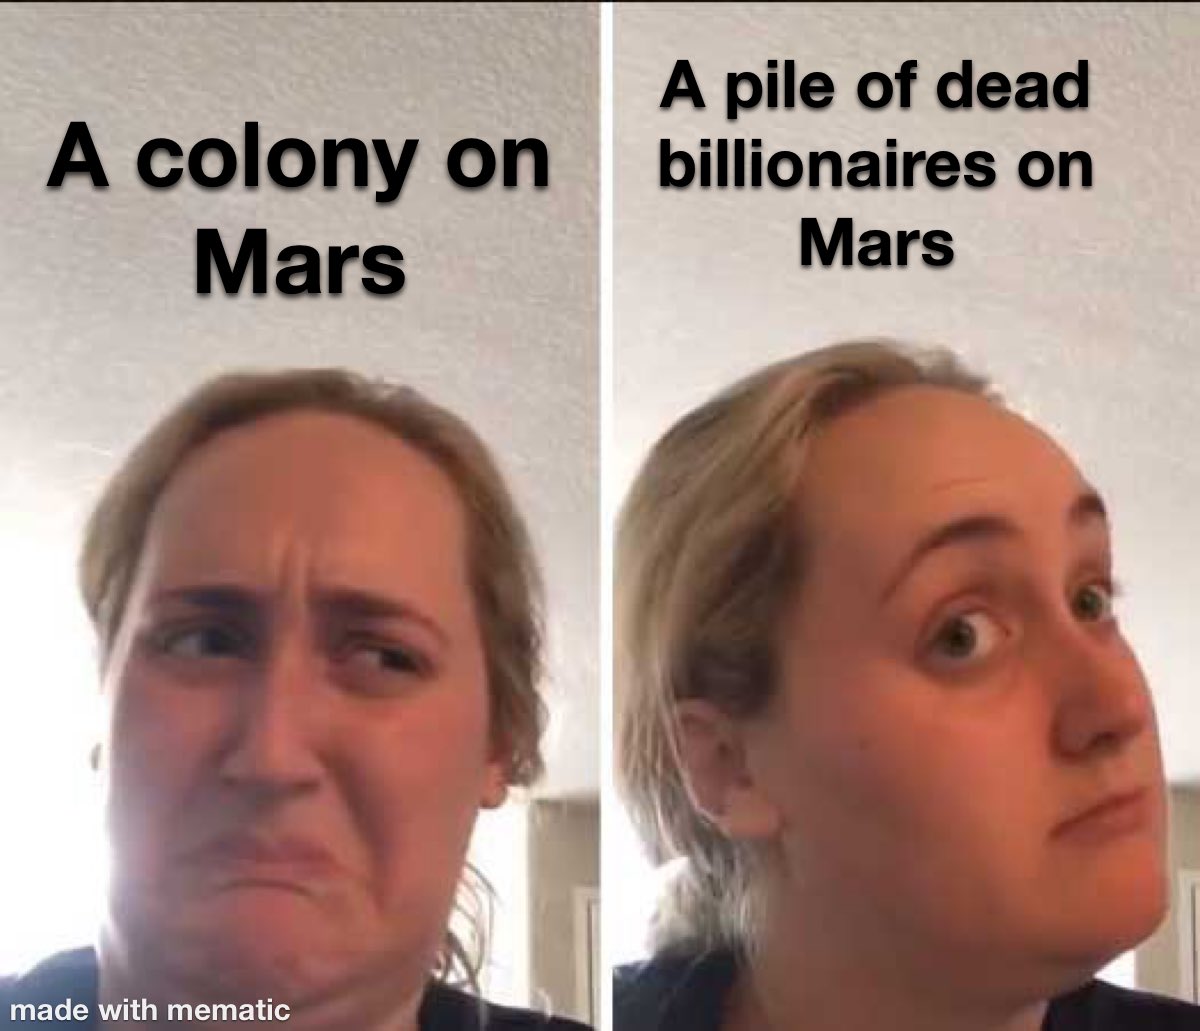 A colony on
Mars
A pile of dead
billionaires on
Mars
made with mematic